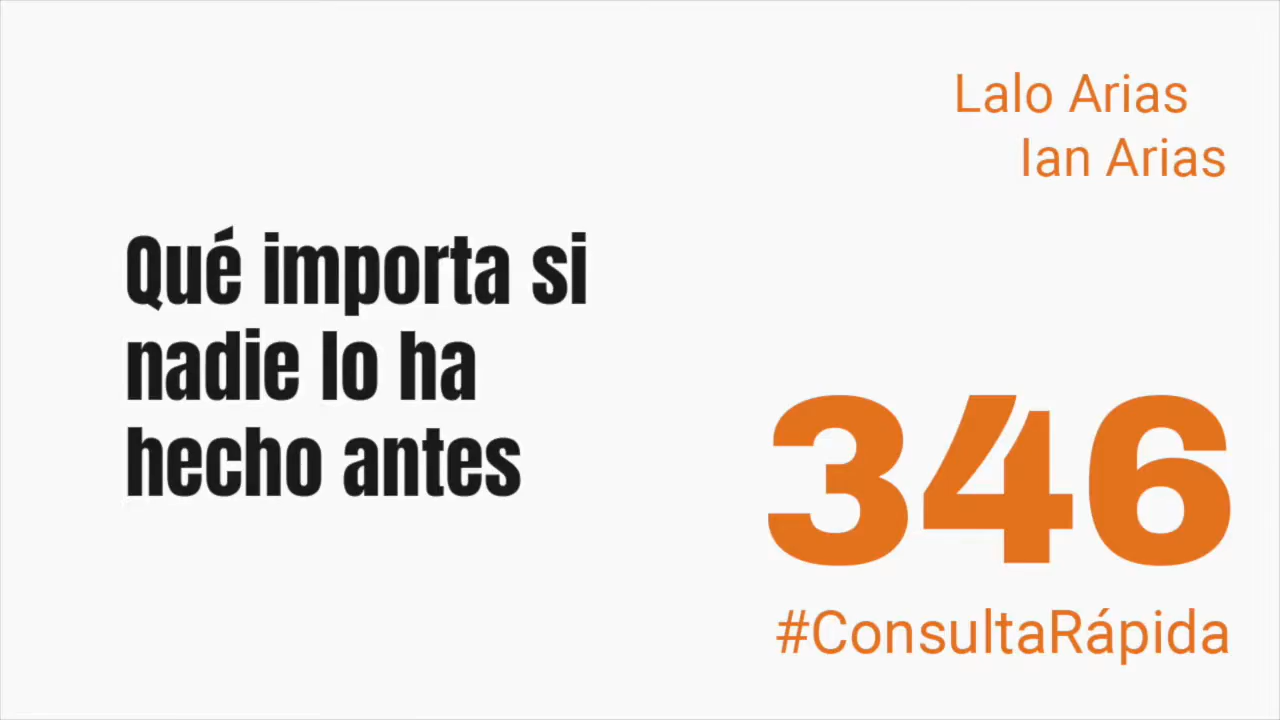 Lalo Arias
Ian Arias
Qué importa si
nadie lo ha
hecho antes
346
#ConsultaRápida